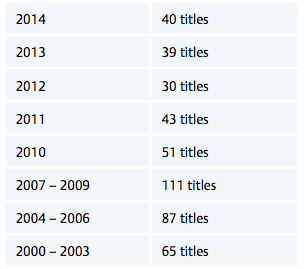 2014 40 titles
2013 39 titles
2012 30 titles
2011 43 titles
2010 51 titles
2007 – 2009 111 titles
2004 – 2006 87 titles
2000 – 2003 65 titles